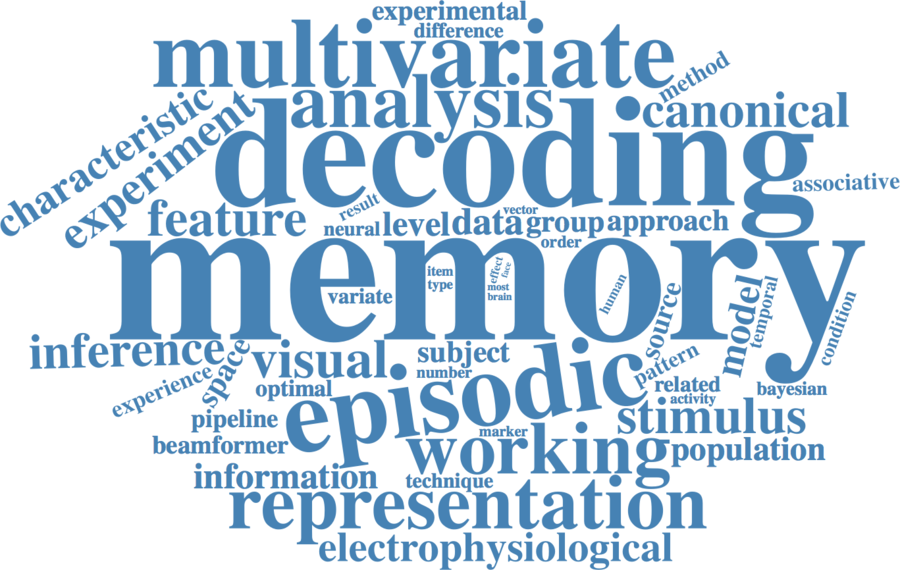 experimental
difference
multivariate
method
analysis
canonical
characteristic
experiment
decoding
associative
feature
result
neural
level
data
vector
group
approach
order
memory
variate
item
type
effect
face
most
brain
human
source
model
temporal
condition
inference
space
visual
subject
number
pattern
experience
optimal
episodic
related
activity
bayesian
pipeline
stimulus
beamformer
marker
working
population
information
technique
representation
electrophysiological